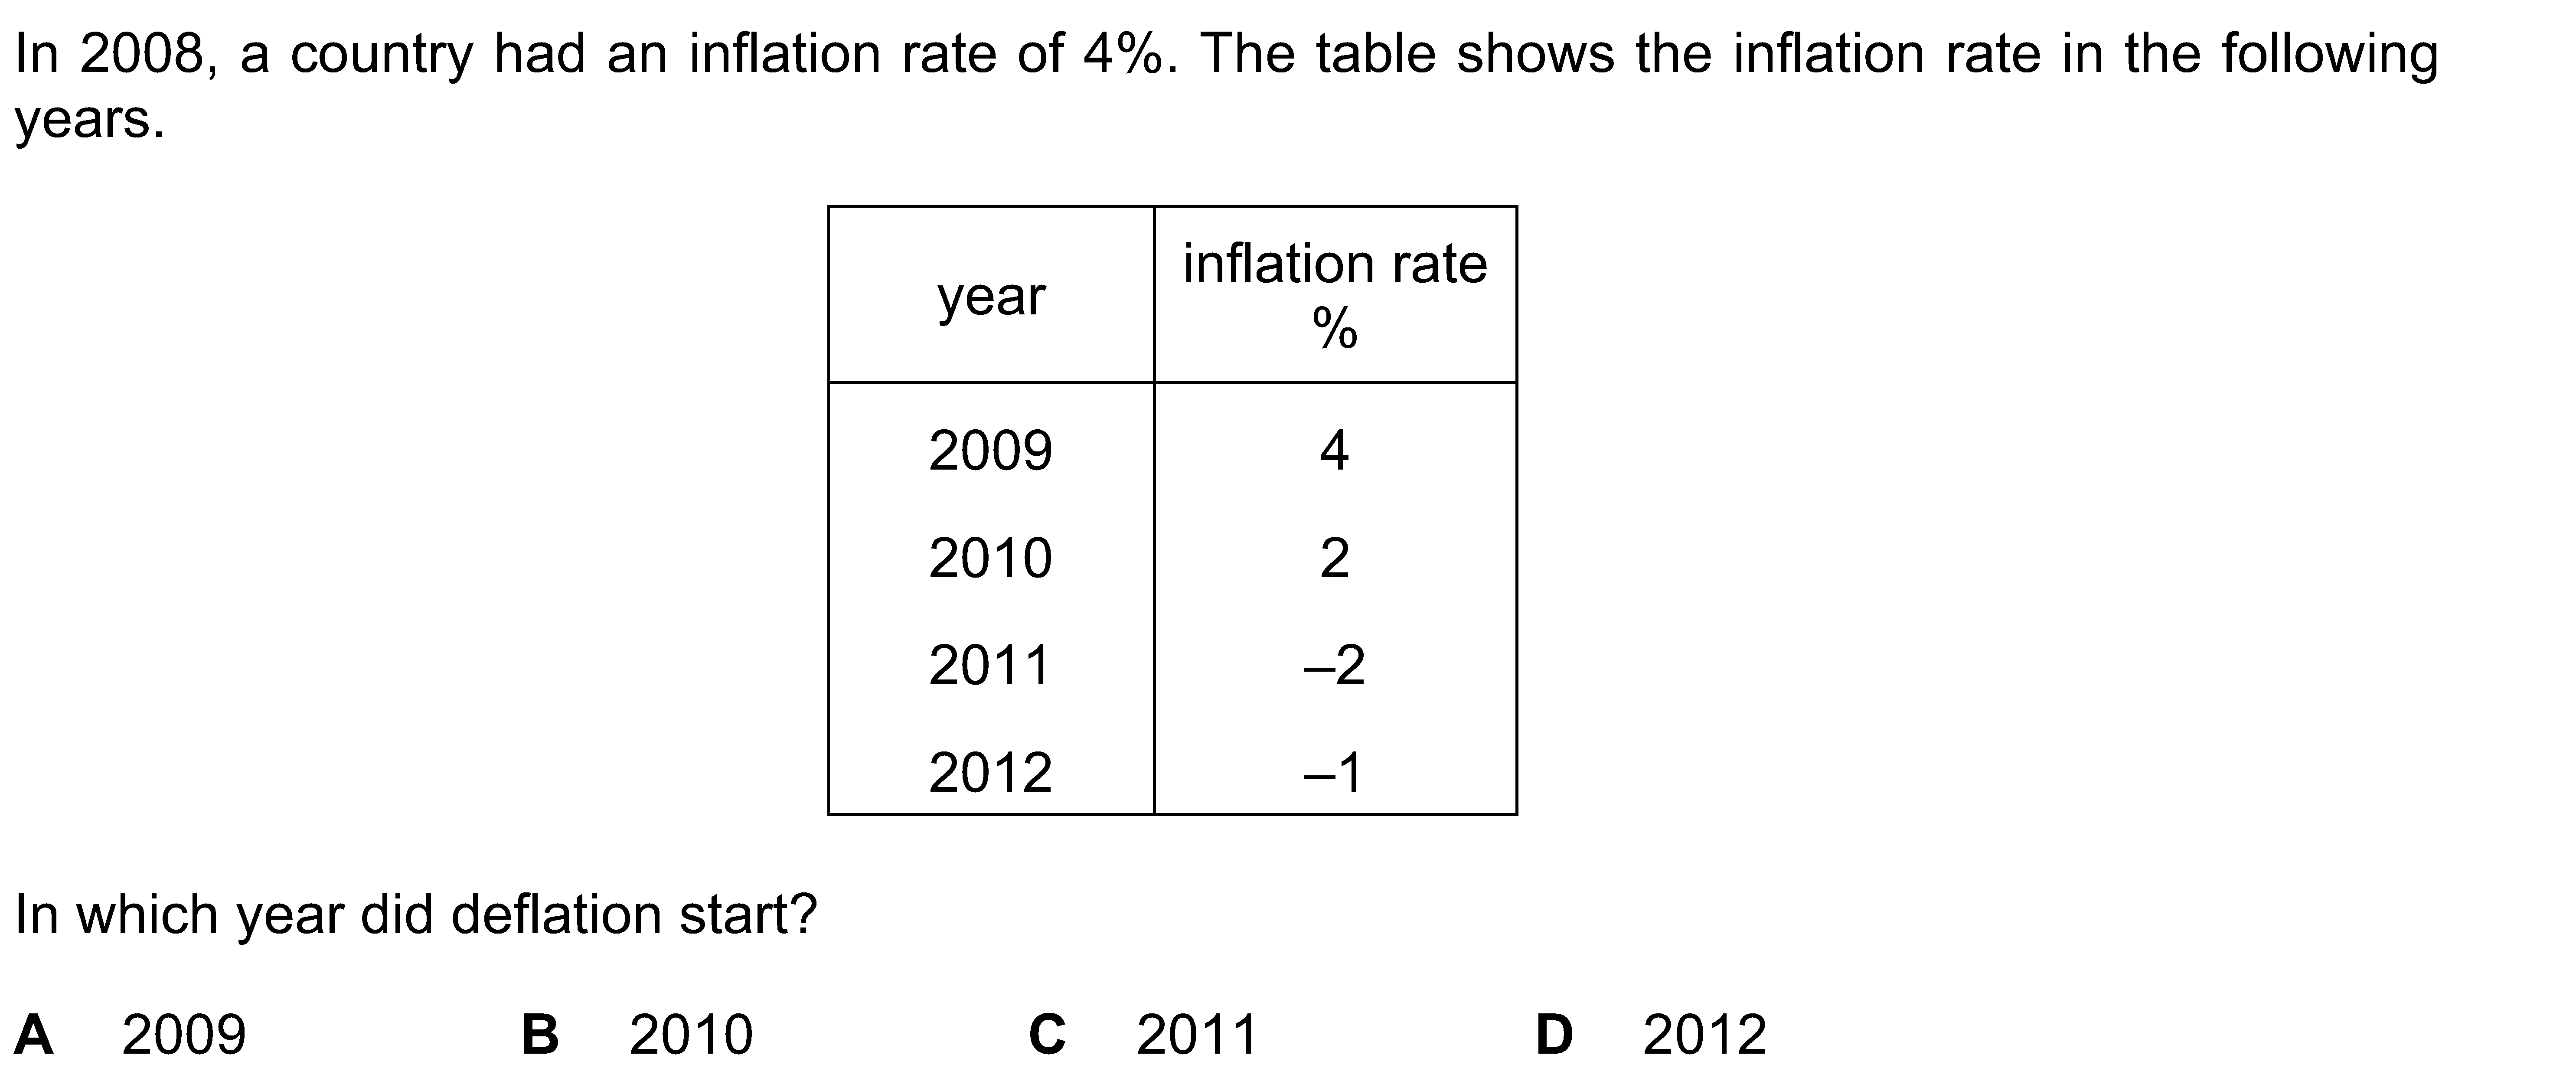 In 2008, a country had an inflation rate of 4%. The table shows the inflation rate in the following
years.
year
inflation rate
%
2009 4
2010 2
2011 –2
2012 –1
In which year did deflation start?
A 2009 B 2010 C 2011 D 2012